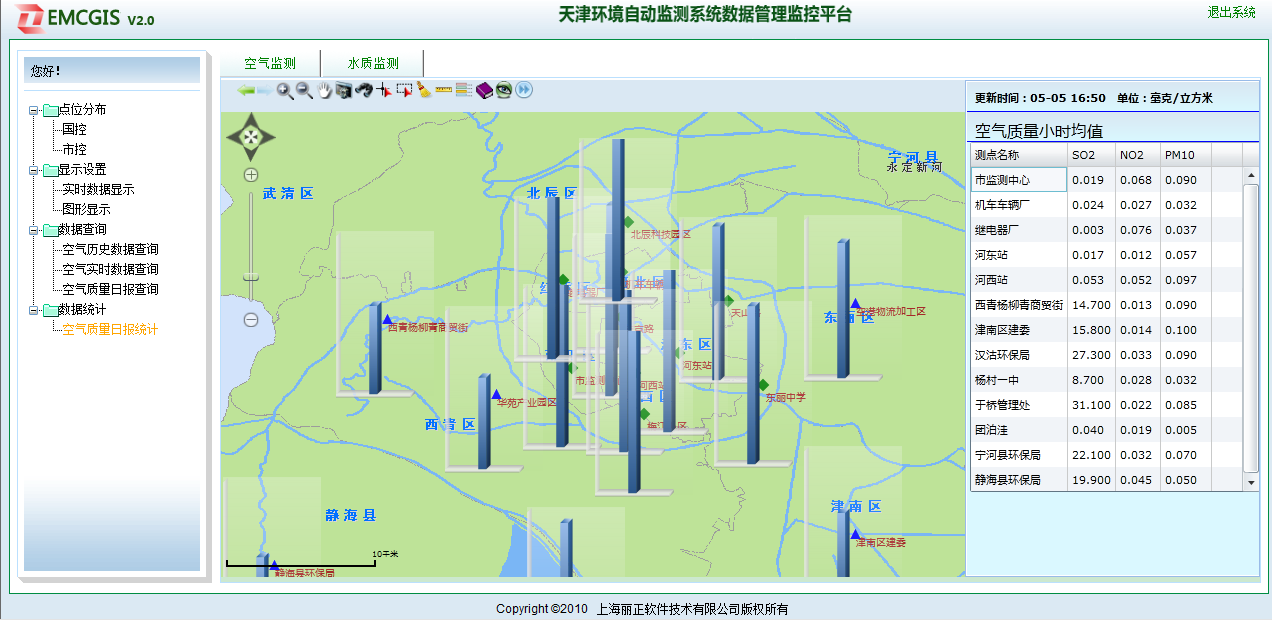 EMCGIS V2.0
天津环境自动监测系统数据管理监控平台
退出系统
您好!
点位分布
国控
市控
显示设置
实时数据显示
图形显示
数据查询
空气历史数据查询
空气实时数据查询
空气质量日报查询
数据统计
空气质量日报统计
空气监测 水质监测
宁河县
永定新河
武清区
北辰区
北辰科技园区
天山
西青杨柳青商贸街
空港物流加工区
东丽区
东区
河东站
河西站
市监测
东丽中学
华苑产业园区
西青区
静海县
津南区
津南区建委
10千米
静海县环保局
更新时间：05-05 16:50 单位：毫克/立方米
空气质量小时均值
测点名称 SO2 NO2 PM10
市监测中心 0.019 0.068 0.090
机车车辆厂 0.024 0.027 0.032
继电器厂 0.003 0.076 0.037
河东站 0.017 0.012 0.057
河西站 0.053 0.052 0.097
西青杨柳青商贸街 14.700 0.013 0.090
津南区建委 15.800 0.014 0.100
汉沽环保局 27.300 0.033 0.090
杨村一中 8.700 0.028 0.032
于桥管理处 31.100 0.022 0.085
团泊洼 0.040 0.019 0.005
宁河县环保局 22.100 0.032 0.070
静海县环保局 19.900 0.045 0.050
Copyright ©2010 上海丽正软件技术有限公司版权所有